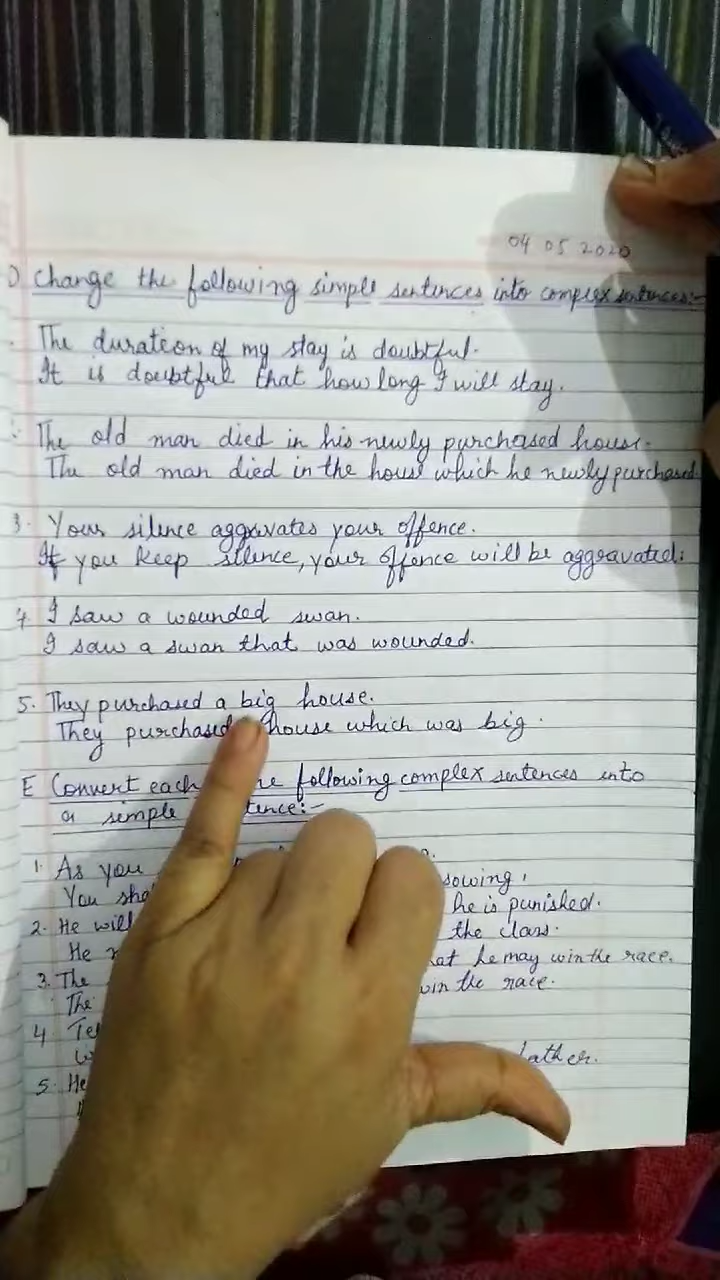 04 05 2020
D Change the following simple sentences into complex sentences:-
The duration of my stay is doubtful.
It is doubtful that how long I will stay.
The old man died in his newly purchased house.
The old man died in the house which he newly purchased
3. Your silence aggravates your offence.
If you keep silence, your offence will be aggravated.
4. I saw a wounded swan.
I saw a swan that was wounded.
5. They purchased a big house.
They purchased house which was big.
E Convert each the following complex sentences into
a simple
1. As you
You sowing.
2. He will he is punished.
He the class.
3. The he may win the race.
The win the race.
4
5. He